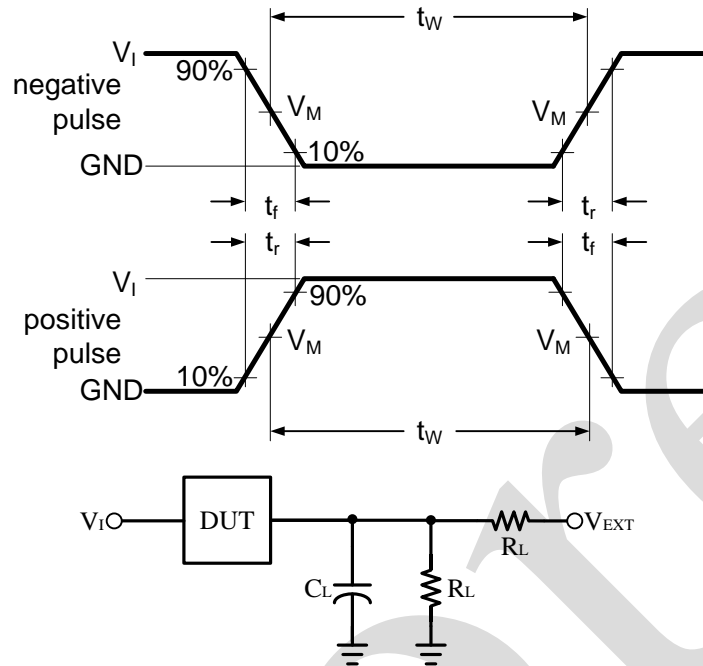 tW
VI
90%
negative
pulse
VM
VM
10%
GND
tf
tr
tr
tf
VI
90%
positive
pulse
VM
VM
10%
GND
tW
VI
DUT
VEXT
RL
CL
RL